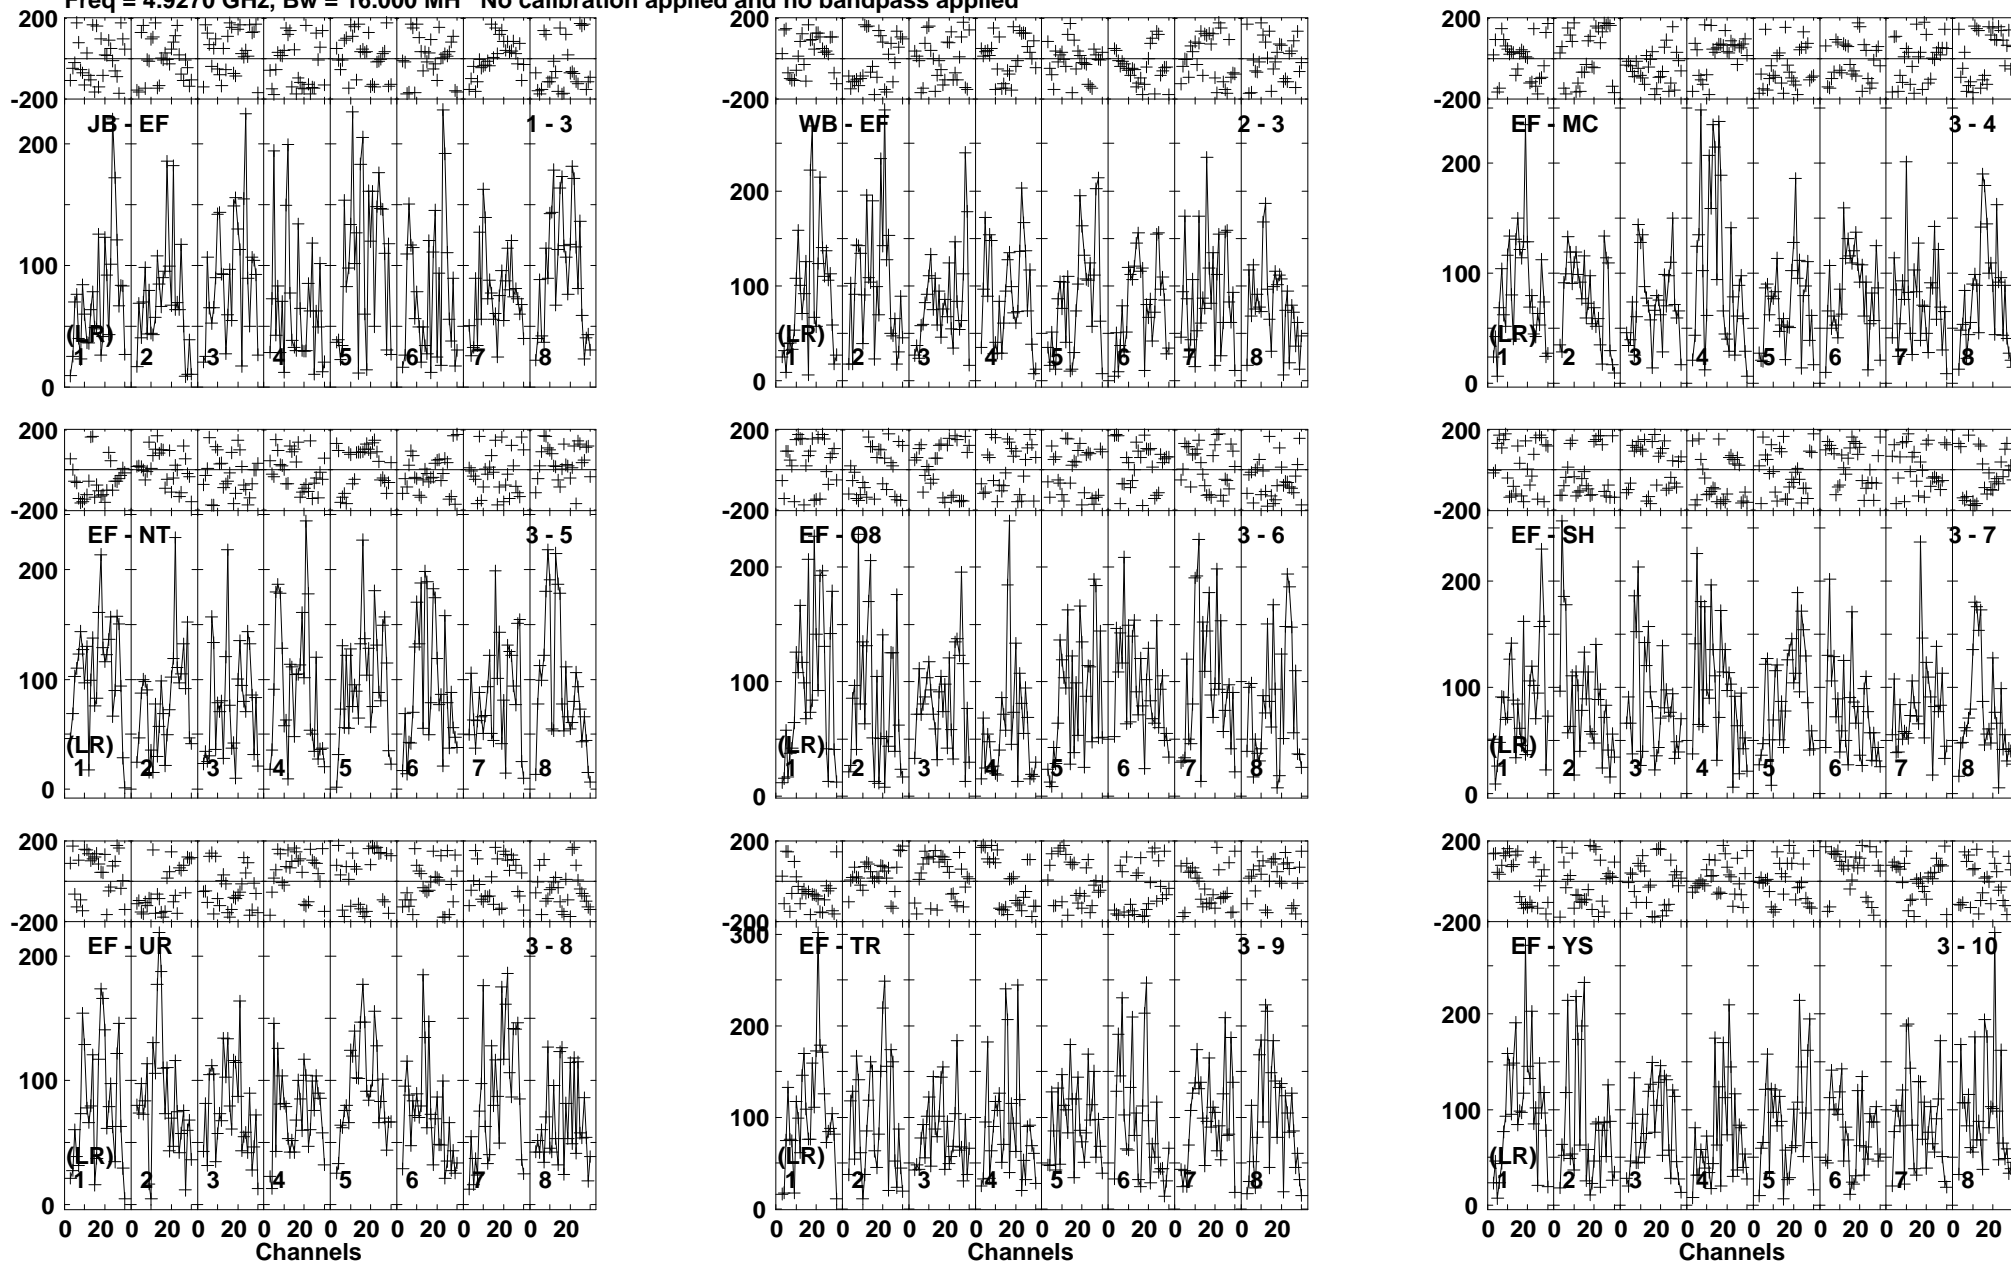 Freq = 4.9270 GHz, Bw = 16.000 MH No calibration applied and no bandpass applied
200 200 200
-200 -200 -200
JB - EF 1 - 3 WB - EF 2 - 3 EF - MC 3 - 4
200 200 200
100 100 100
(LR) (LR) (LR)
1 2 3 4 5 6 7 8 1 2 3 4 5 6 7 8 1 2 3 4 5 6 7 8
0 0 0
200 200 200
-200 -200 -200
EF - NT 3 - 5 EF - O8 3 - 6 EF - SH 3 - 7
200 200 200
100 100 100
(LR) (LR) (LR)
1 2 3 4 5 6 7 8 1 2 3 4 5 6 7 8 1 2 3 4 5 6 7 8
0 0 0
200 200 200
-200 -200 -200
300
EF - UR 3 - 8 EF - TR 3 - 9 EF - YS 3 - 10
200 200 200
100 100 100
(LR) (LR) (LR)
1 2 3 4 5 6 7 8 1 2 3 4 5 6 7 8 1 2 3 4 5 6 7 8
0 0 0
0 20 0 20 0 20 0 20 0 20 0 20 0 20 0 20 0 20 0 20 0 20 0 20 0 20 0 20 0 20 0 20 0 20 0 20 0 20 0 20 0 20 0 20 0 20 0 20
Channels Channels Channels